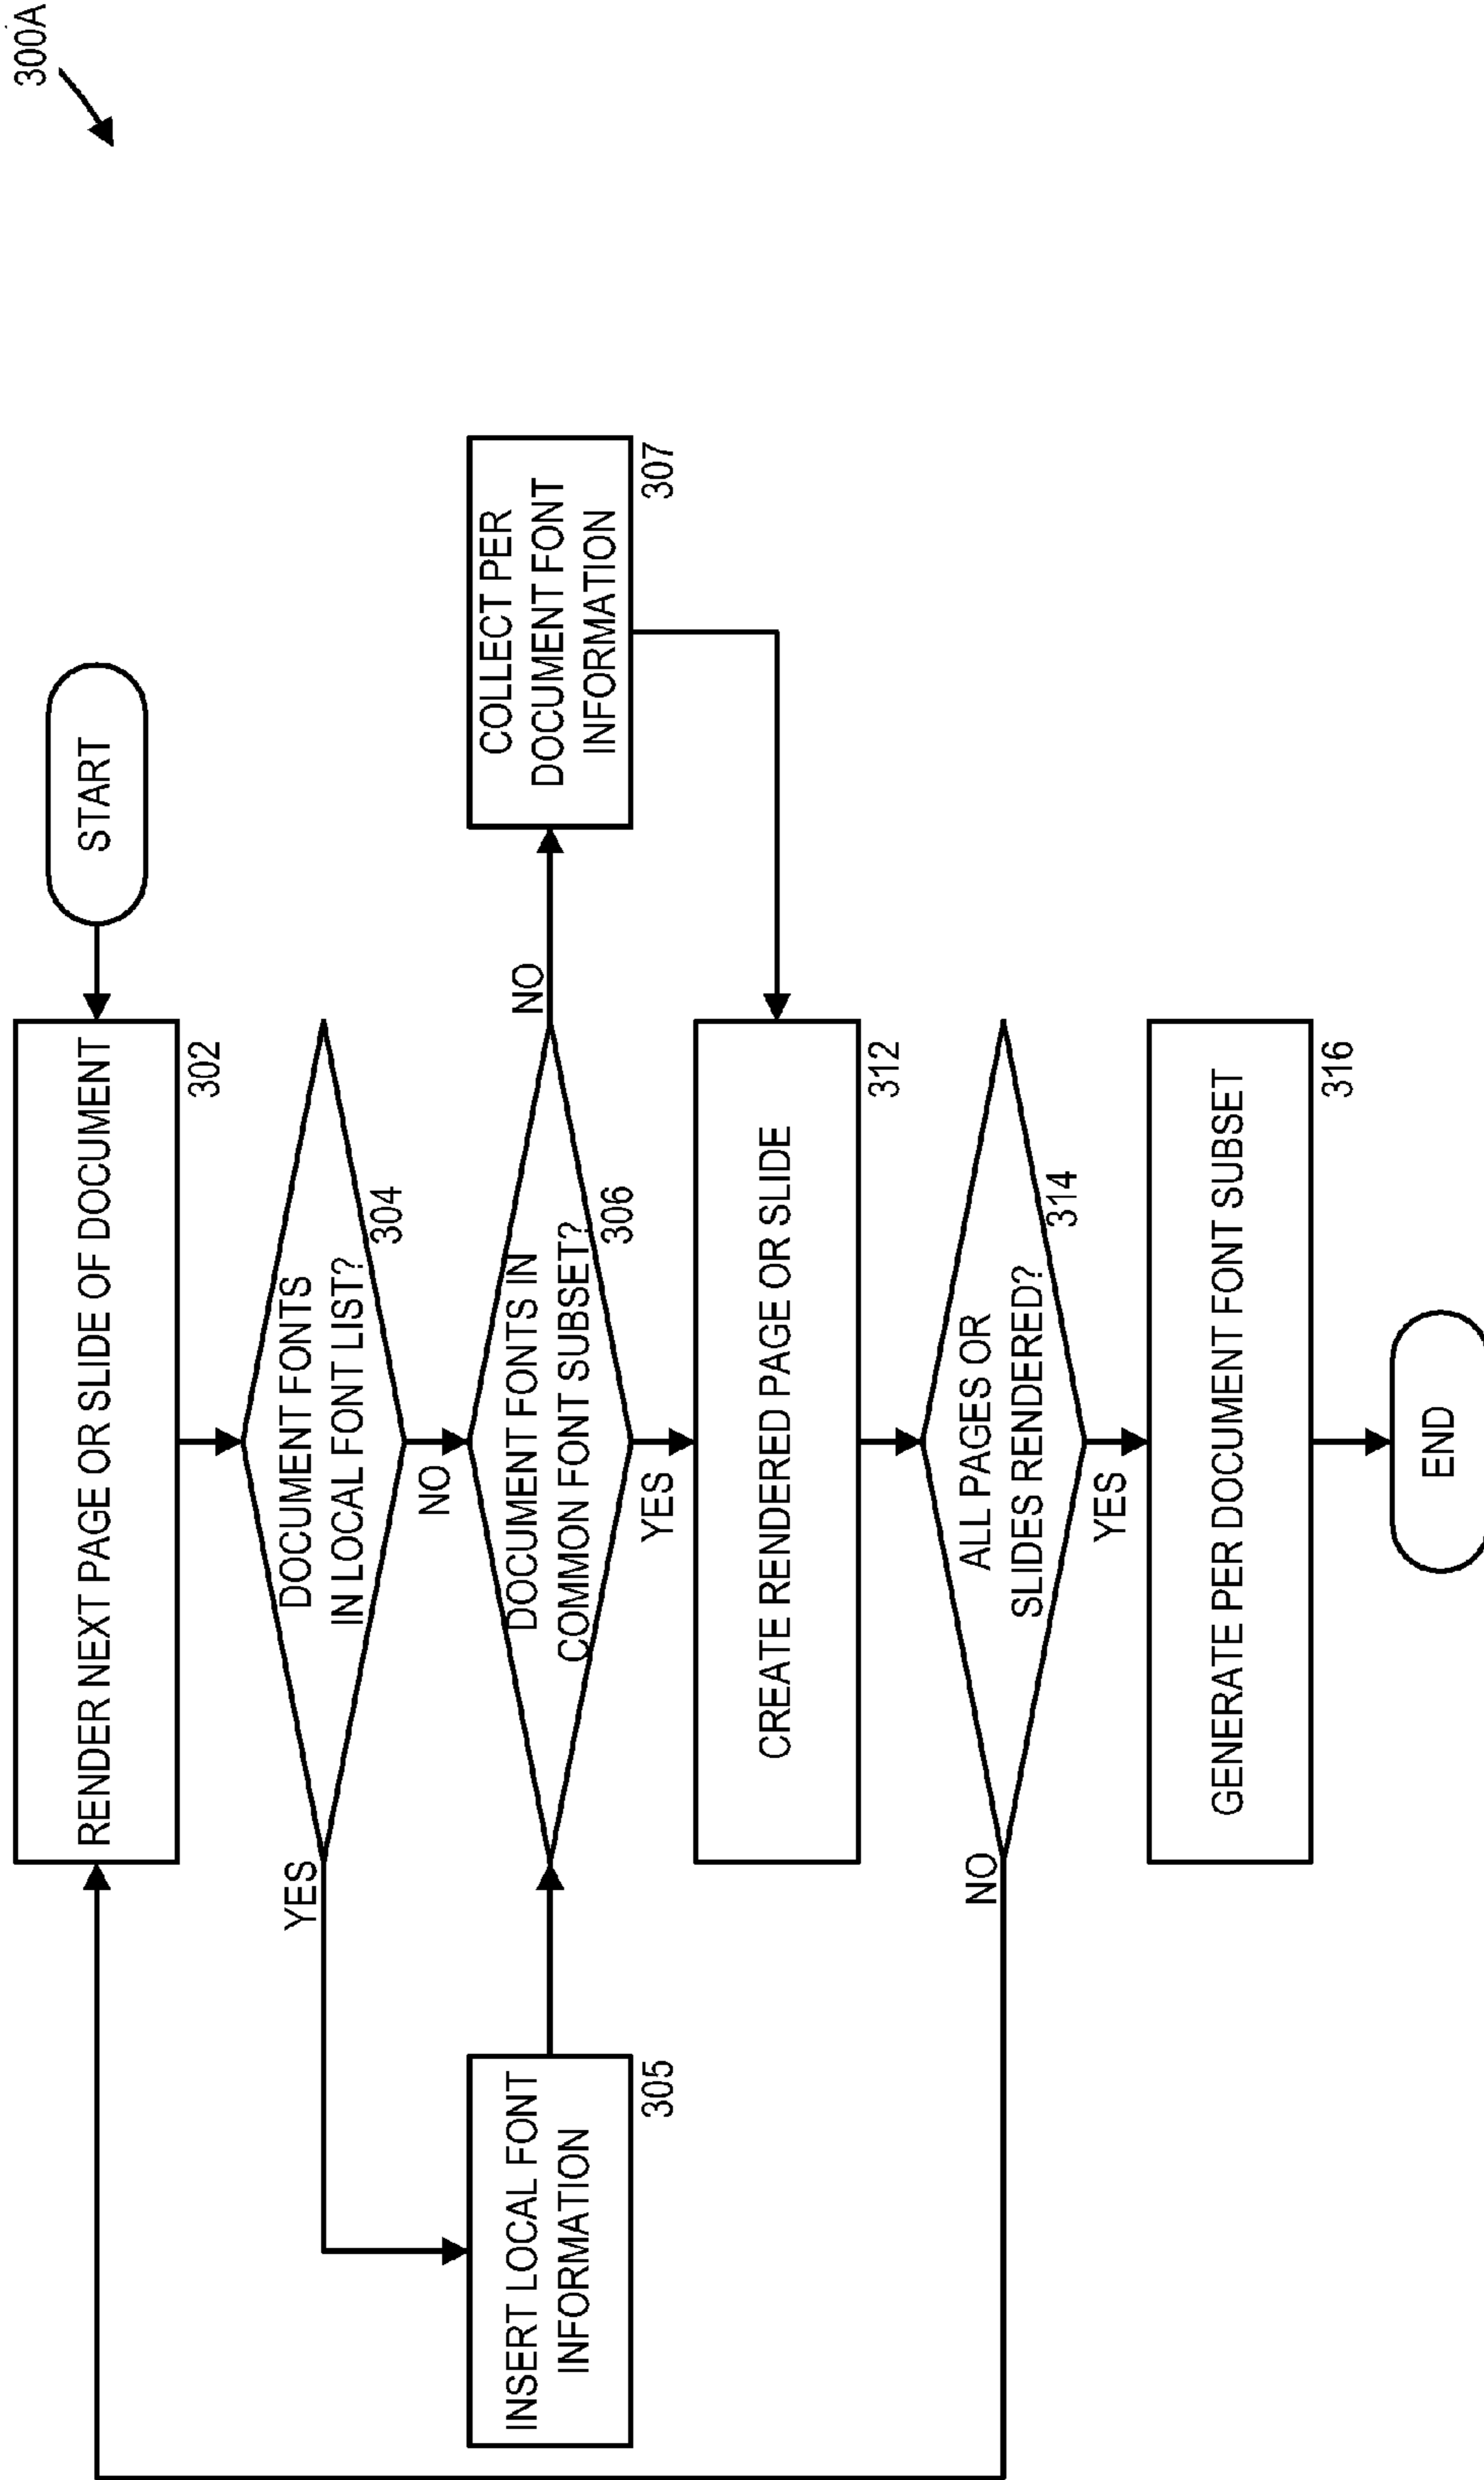 300A
START
RENDER NEXT PAGE OR SLIDE OF DOCUMENT
302
DOCUMENT FONTS
IN LOCAL FONT LIST?
304
YES
NO
INSERT LOCAL FONT
INFORMATION
305
DOCUMENT FONTS IN
COMMON FONT SUBSET?
306
NO
COLLECT PER
DOCUMENT FONT
INFORMATION
307
YES
CREATE RENDERED PAGE OR SLIDE
312
ALL PAGES OR
SLIDES RENDERED?
314
NO
YES
GENERATE PER DOCUMENT FONT SUBSET
316
END